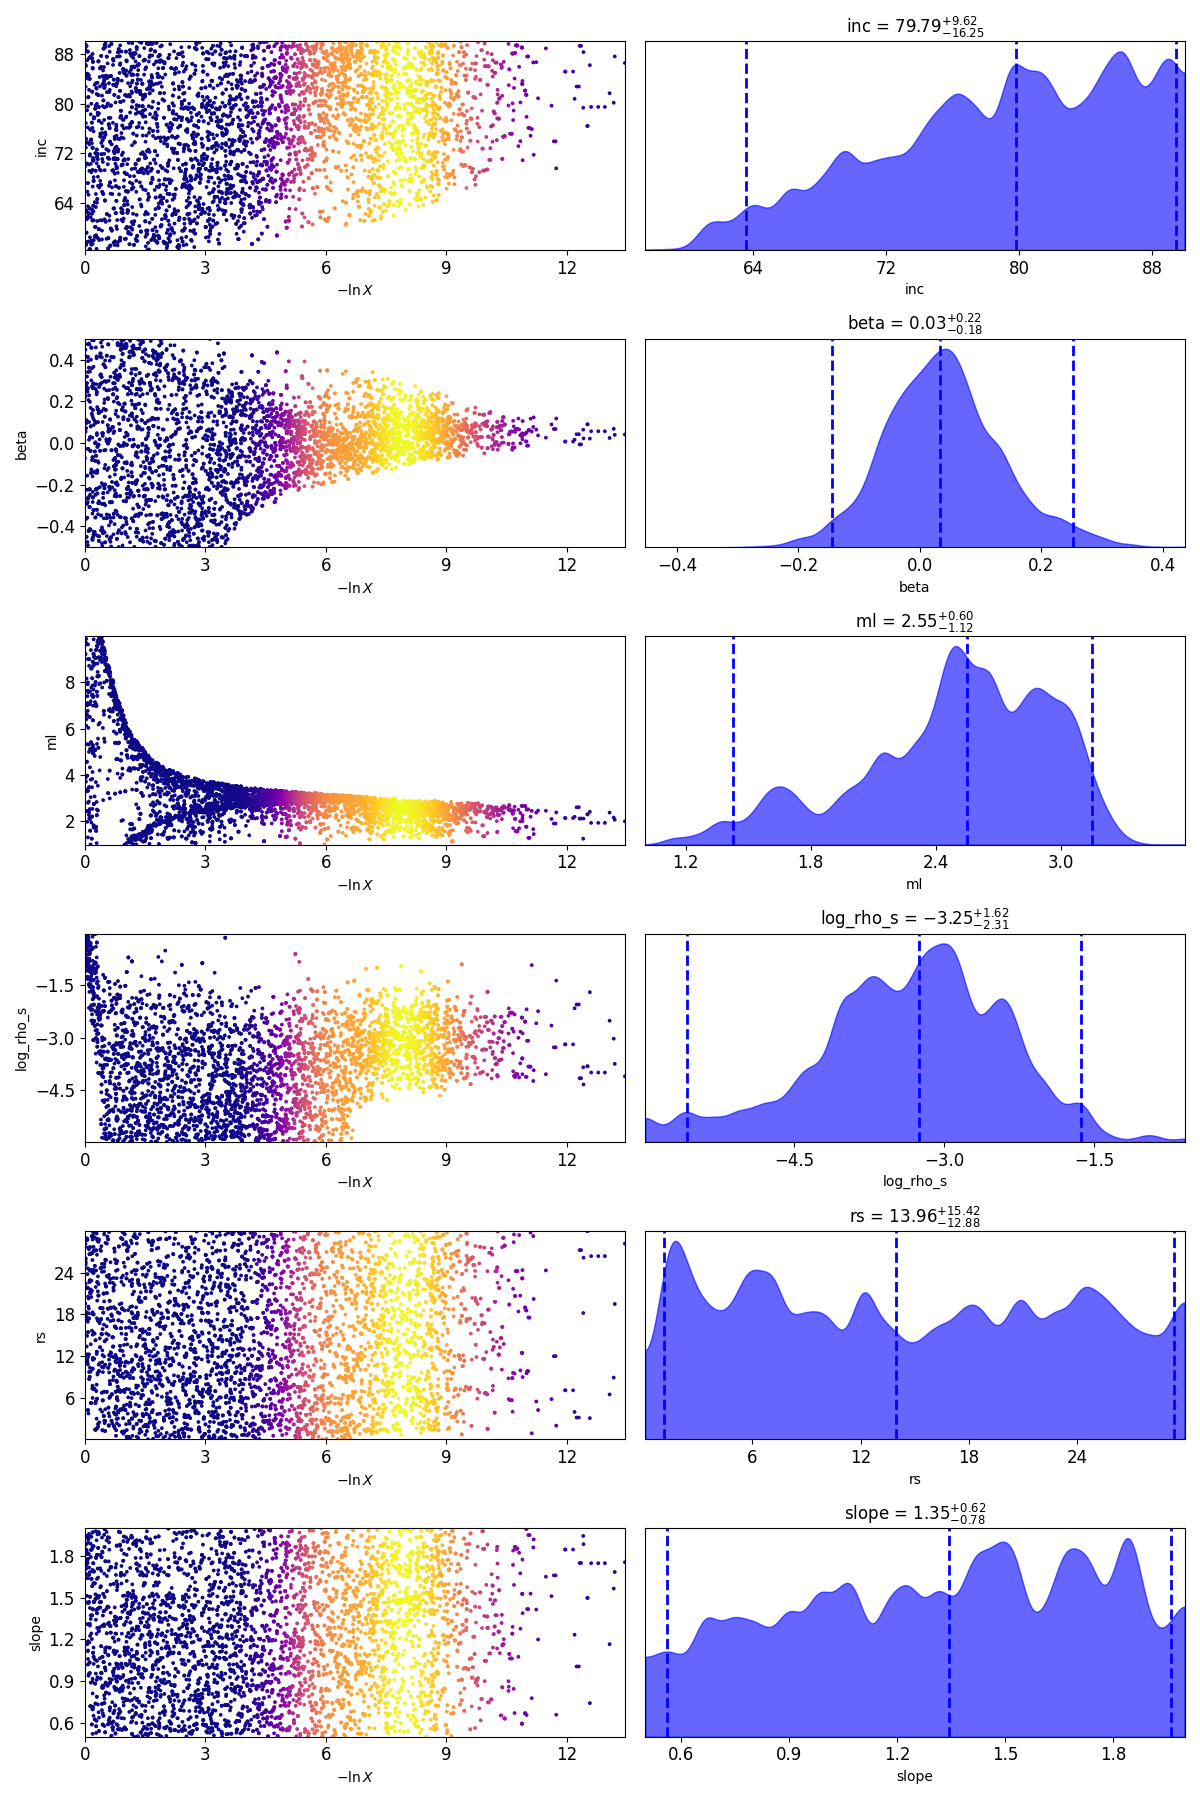 inc = 79.79+9.62−16.25
88
80
72
64
inc
0 3 6 9 12
−ln X
64 72 80 88
inc
beta = 0.03+0.22−0.18
0.4
0.2
0.0
−0.2
−0.4
beta
0 3 6 9 12
−ln X
−0.4 −0.2 0.0 0.2 0.4
beta
ml = 2.55+0.60−1.12
8
6
4
2
ml
0 3 6 9 12
−ln X
1.2 1.8 2.4 3.0
ml
log_rho_s = −3.25+1.62−2.31
−1.5
−3.0
−4.5
log_rho_s
0 3 6 9 12
−ln X
−4.5 −3.0 −1.5
log_rho_s
rs = 13.96+15.42−12.88
24
18
12
6
rs
0 3 6 9 12
−ln X
6 12 18 24
rs
slope = 1.35+0.62−0.78
1.8
1.5
1.2
0.9
0.6
slope
0 3 6 9 12
−ln X
0.6 0.9 1.2 1.5 1.8
slope